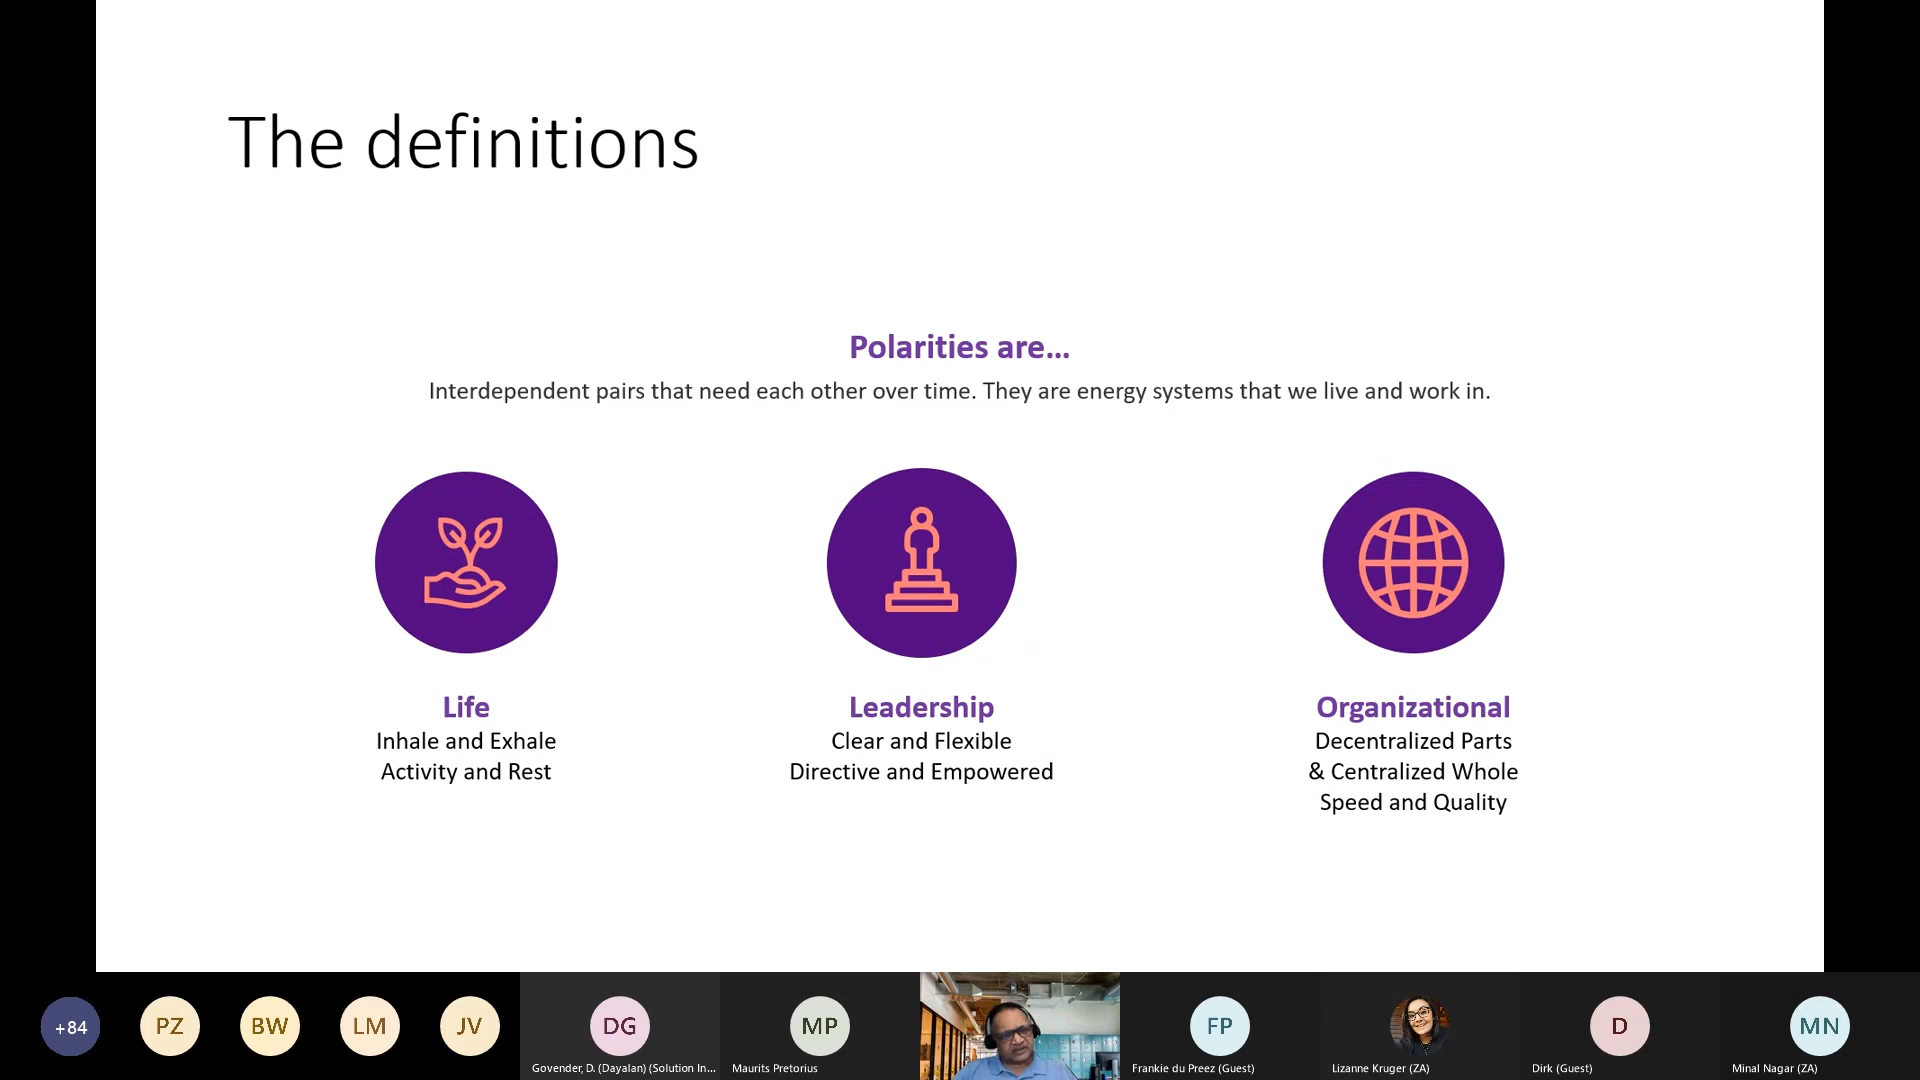 The definitions
Polarities are...
Interdependent pairs that need each other over time. They are energy systems that we live and work in.
Life
Inhale and Exhale
Activity and Rest
Leadership
Clear and Flexible
Directive and Empowered
Organizational
Decentralized Parts
& Centralized Whole
Speed and Quality
+84
PZ
BW
LM
JV
DG
Govender, D. (Dayalan) (Solution In...
MP
Maurits Pretorius
FP
Frankie du Preez (Guest)
Lizanne Kruger (ZA)
D
Dirk (Guest)
MN
Minal Nagar (ZA)